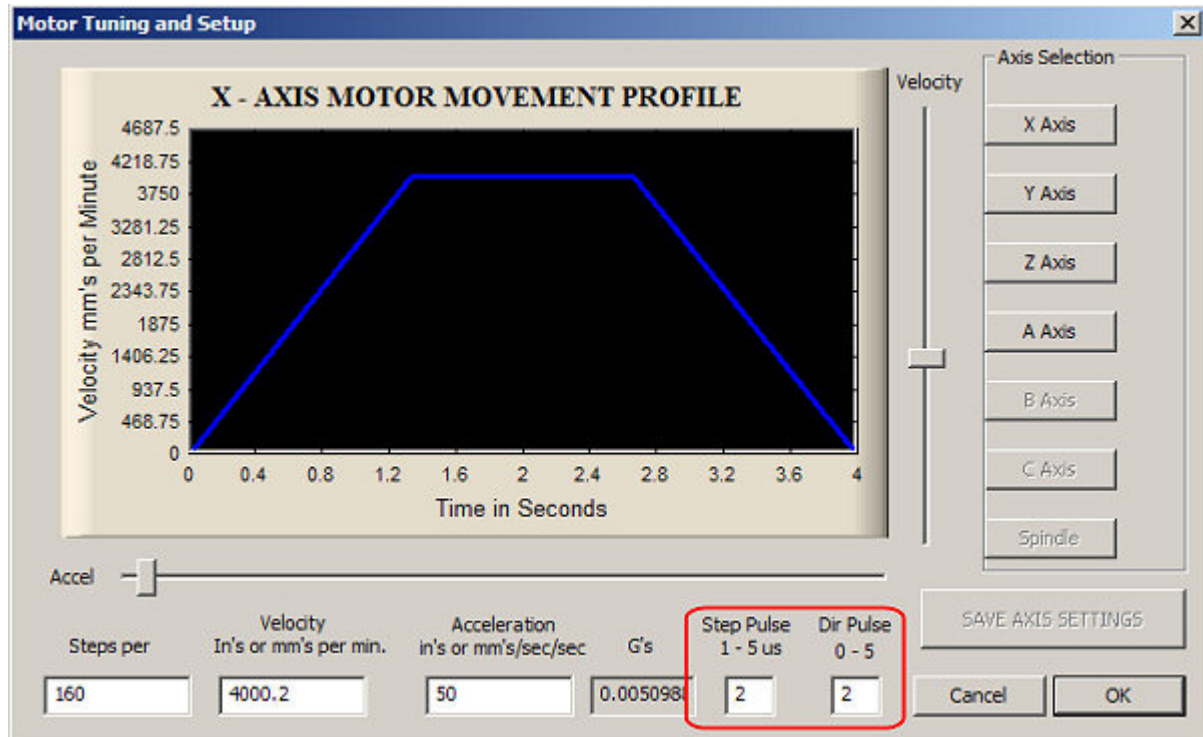 Motor Tuning and Setup
X - AXIS MOTOR MOVEMENT PROFILE
Velocity mm's per Minute
4687.5
4218.75
3750
3281.25
2812.5
2343.75
1875
1406.25
937.5
468.75
0
0 0.4 0.8 1.2 1.6 2 2.4 2.8 3.2 3.6 4
Time in Seconds
Velocity
Axis Selection
X Axis
Y Axis
Z Axis
A Axis
B Axis
C Axis
Spindle
Accel
Steps per
160
Velocity
In's or mm's per min.
4000.2
Acceleration
in's or mm's/sec/sec
50
G's
0.005098
Step Pulse
1 - 5 us
2
Dir Pulse
0 - 5
2
SAVE AXIS SETTINGS
Cancel
OK